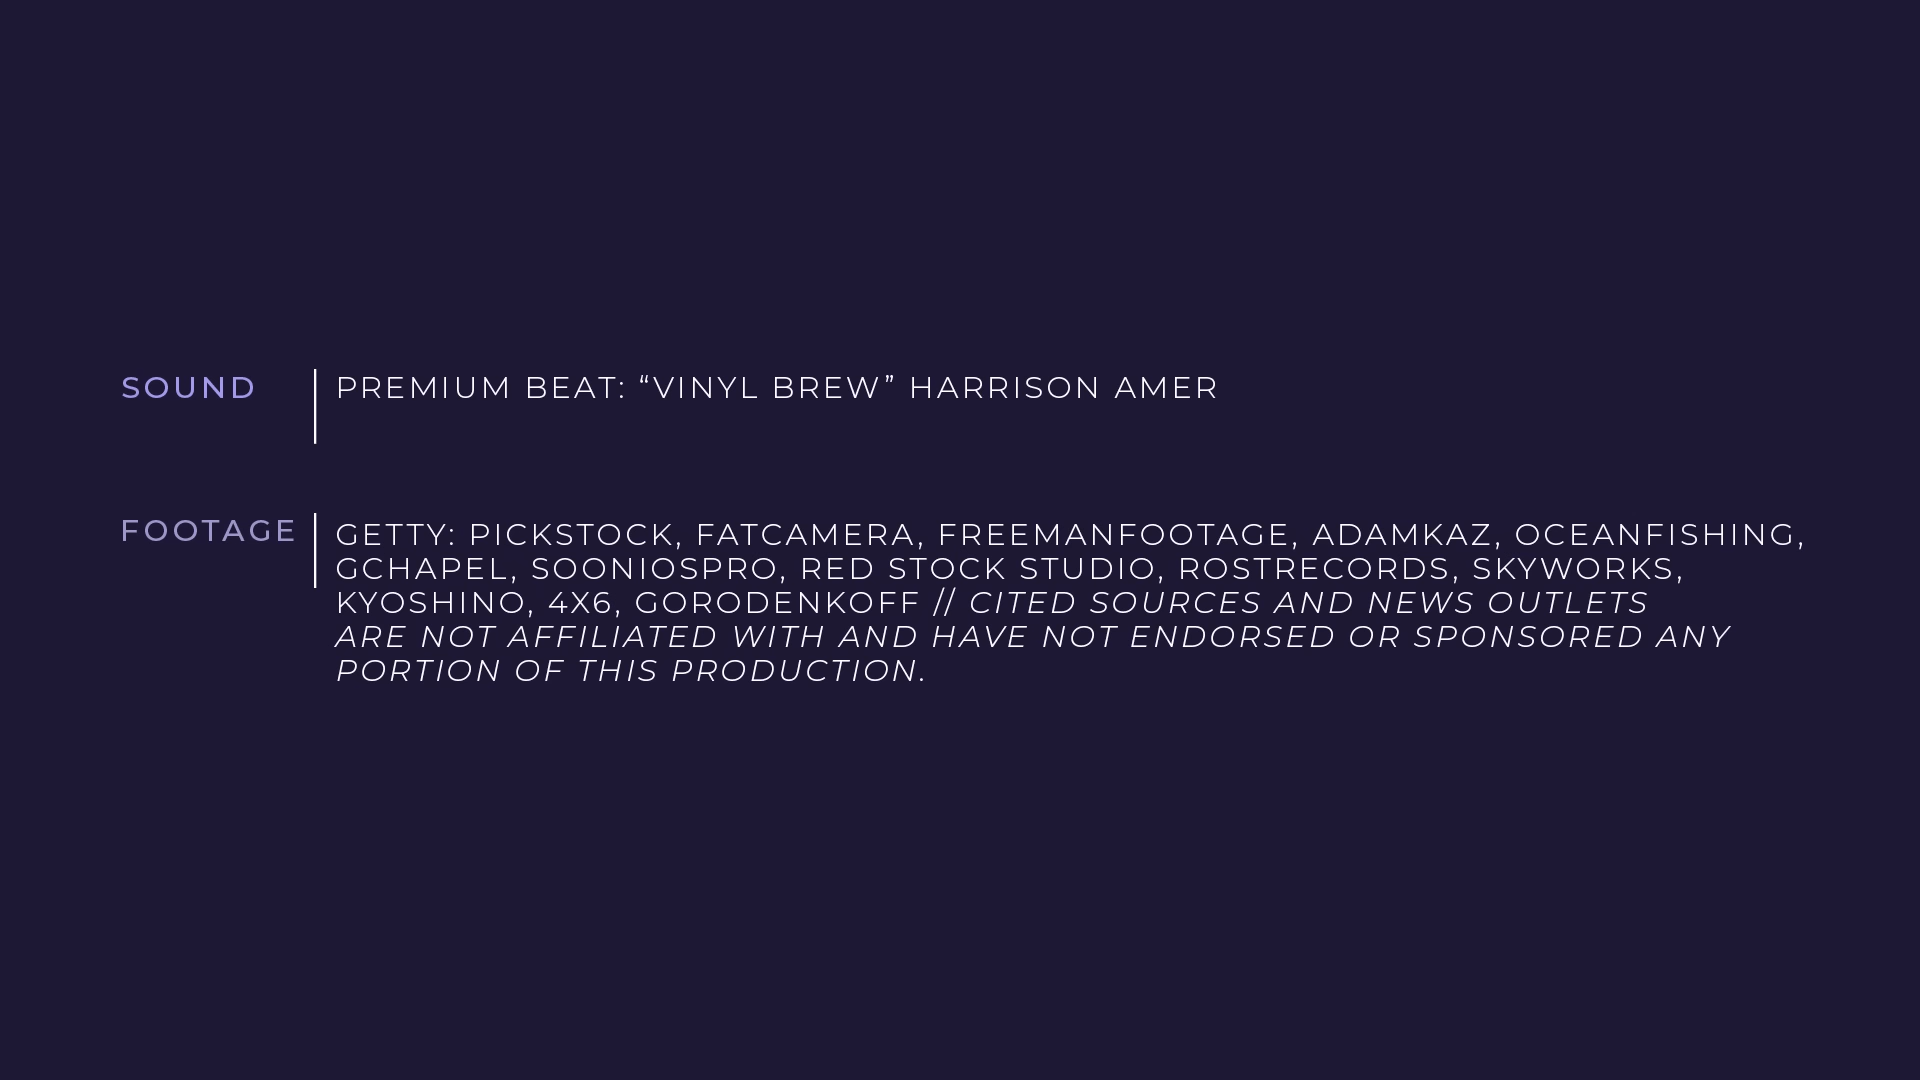 SOUND
PREMIUM BEAT: “VINYL BREW” HARRISON AMER
FOOTAGE
GETTY: PICKSTOCK, FATCAMERA, FREEMANFOOTAGE, ADAMKAZ, OCEANFISHING,
GCHAPEL, SOONIOSPRO, RED STOCK STUDIO, ROSTRECORDS, SKYWORKS,
KYOSHINO, 4X6, GORODENKOFF // CITED SOURCES AND NEWS OUTLETS
ARE NOT AFFILIATED WITH AND HAVE NOT ENDORSED OR SPONSORED ANY
PORTION OF THIS PRODUCTION.